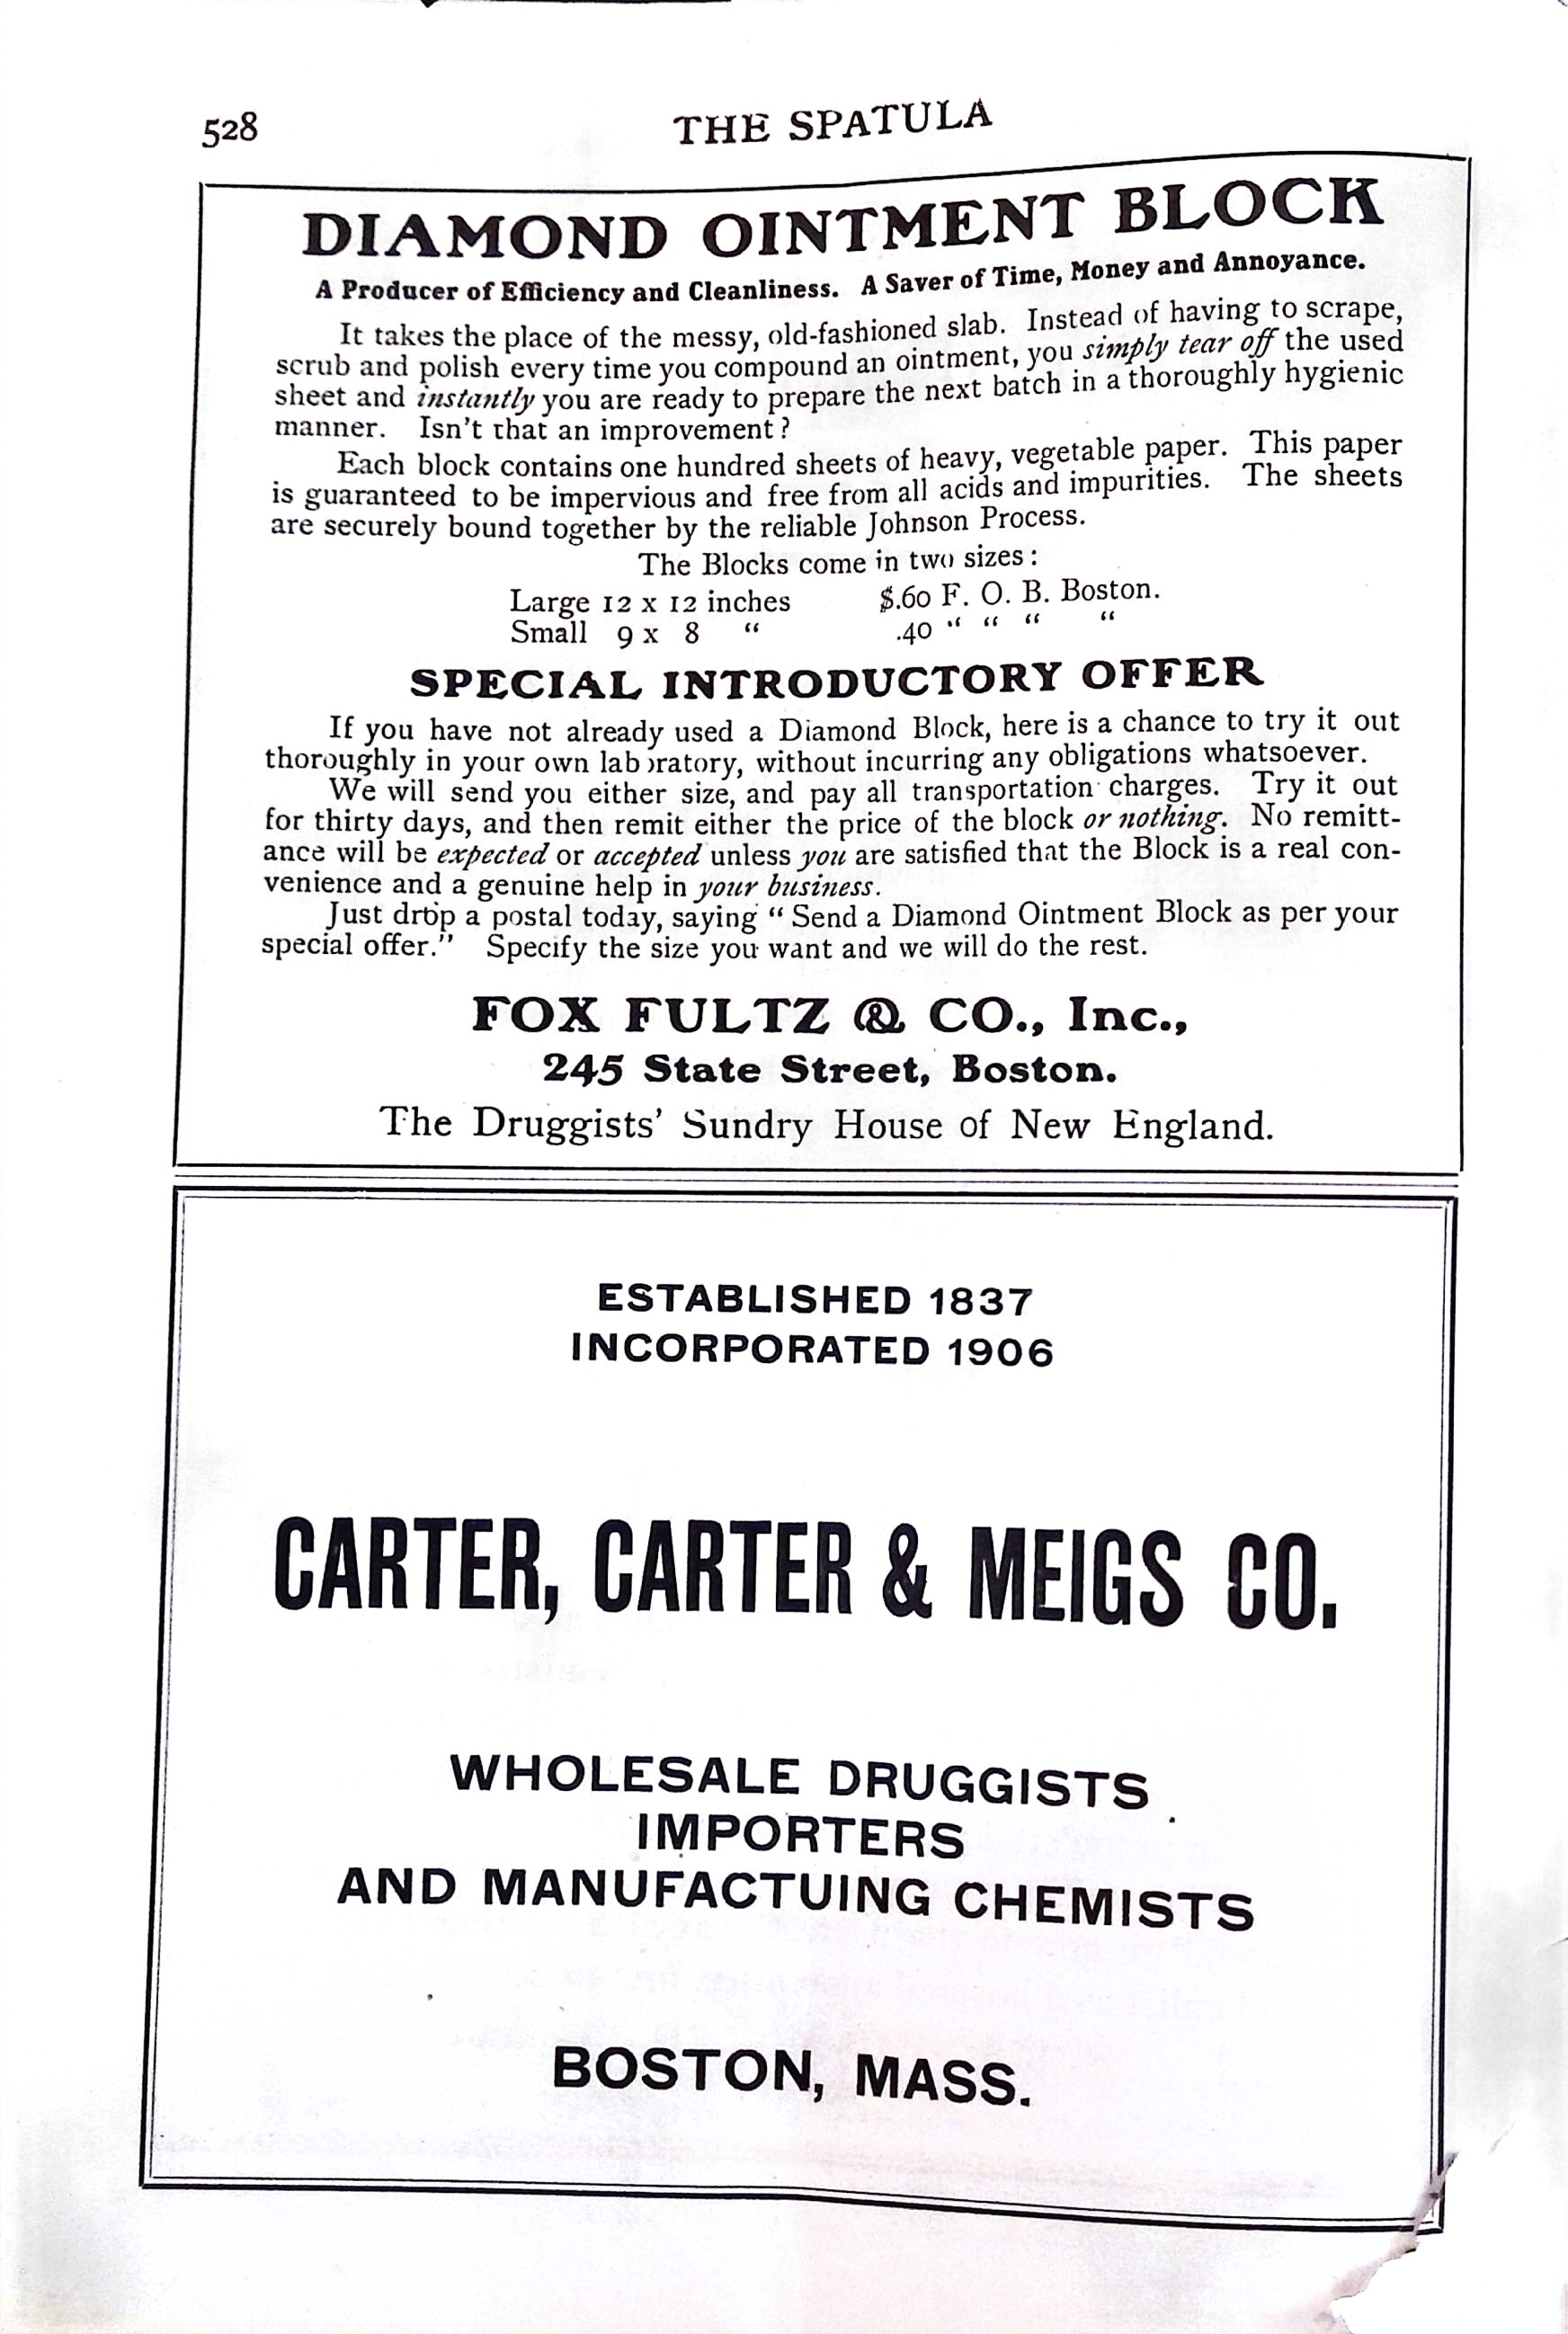 528 THE SPATULA
DIAMOND OINTMENT BLOCK
A Producer of Efficiency and Cleanliness. A Saver of Time, Money and Annoyance.
It takes the place of the messy, old-fashioned slab. Instead of having to scrape,
scrub and polish every time you compound an ointment, you simply tear off the used
sheet and instantly you are ready to prepare the next batch in a thoroughly hygienic
manner. Isn't that an improvement?
Each block contains one hundred sheets of heavy, vegetable paper. This paper
is guaranteed to be impervious and free from all acids and impurities. The sheets
are securely bound together by the reliable Johnson Process.
The Blocks come in two sizes:
Large 12 x 12 inches $.60 F. O. B. Boston.
Small 9 x 8 " .40 " " " "
SPECIAL INTRODUCTORY OFFER
If you have not already used a Diamond Block, here is a chance to try it out
thoroughly in your own laboratory, without incurring any obligations whatsoever.
We will send you either size, and pay all transportation charges. Try it out
for thirty days, and then remit either the price of the block or nothing. No remitt-
ance will be expected or accepted unless you are satisfied that the Block is a real con-
venience and a genuine help in your business.
Just drop a postal today, saying "Send a Diamond Ointment Block as per your
special offer." Specify the size you want and we will do the rest.
FOX FULTZ & CO., Inc.,
245 State Street, Boston.
The Druggists' Sundry House of New England.
ESTABLISHED 1837
INCORPORATED 1906
CARTER, CARTER & MEIGS CO.
WHOLESALE DRUGGISTS
IMPORTERS
AND MANUFACTUING CHEMISTS
BOSTON, MASS.